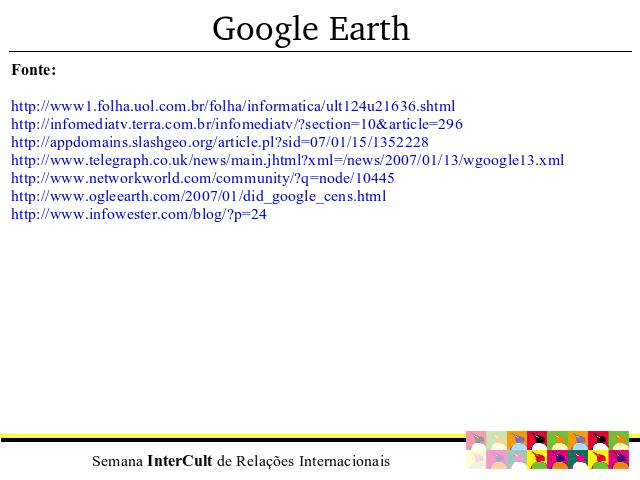 Google Earth
Fonte:
http://www1.folha.uol.com.br/folha/informatica/ult124u21636.shtml
http://infomediatv.terra.com.br/infomediatv/?section=10&article=296
http://appdomains.slashgeo.org/article.pl?sid=07/01/15/1352228
http://www.telegraph.co.uk/news/main.jhtml?xml=/news/2007/01/13/wgoogle13.xml
http://www.networkworld.com/community/?q=node/10445
http://www.ogleearth.com/2007/01/did_google_cens.html
http://www.infowester.com/blog/?p=24
Semana InterCult de Relações Internacionais